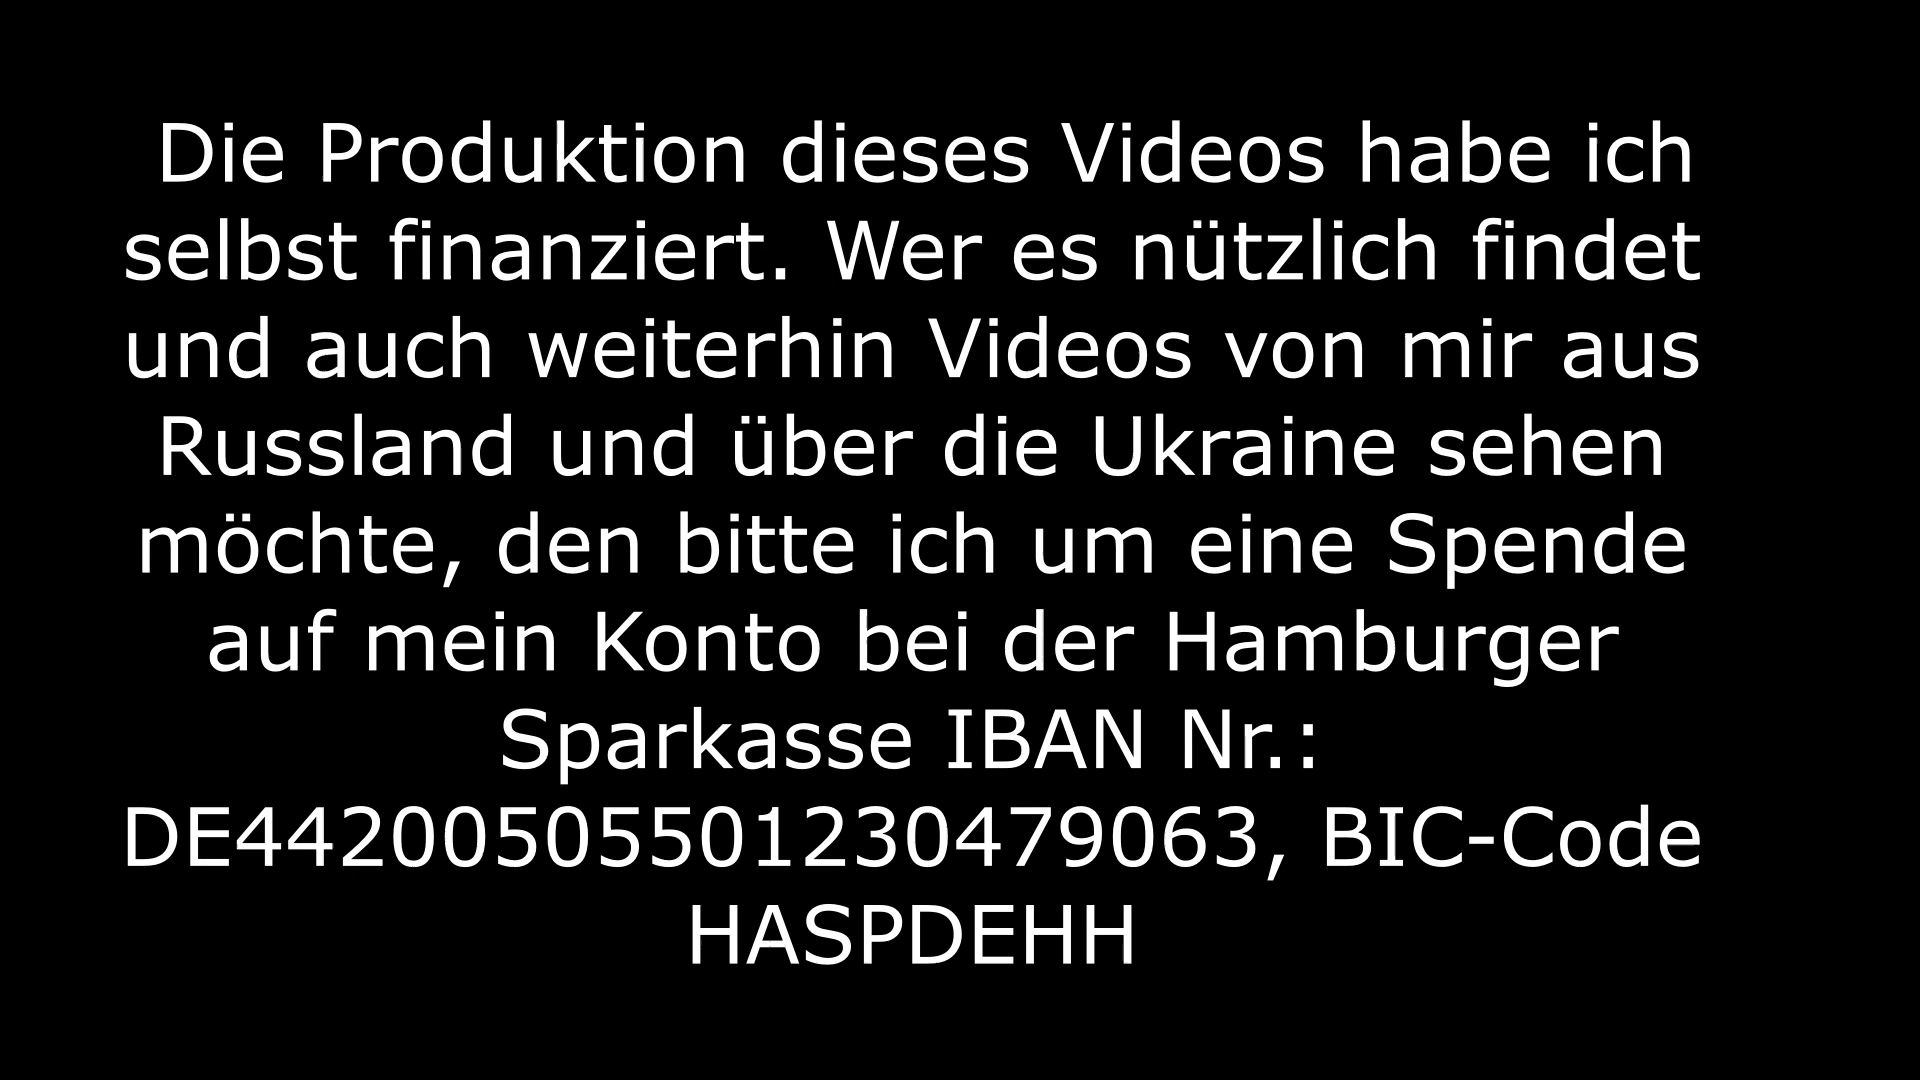 Die Produktion dieses Videos habe ich
selbst finanziert. Wer es nützlich findet
und auch weiterhin Videos von mir aus
Russland und über die Ukraine sehen
möchte, den bitte ich um eine Spende
auf mein Konto bei der Hamburger
Sparkasse IBAN Nr.:
DE44200505501230479063, BIC-Code
HASPDEHH